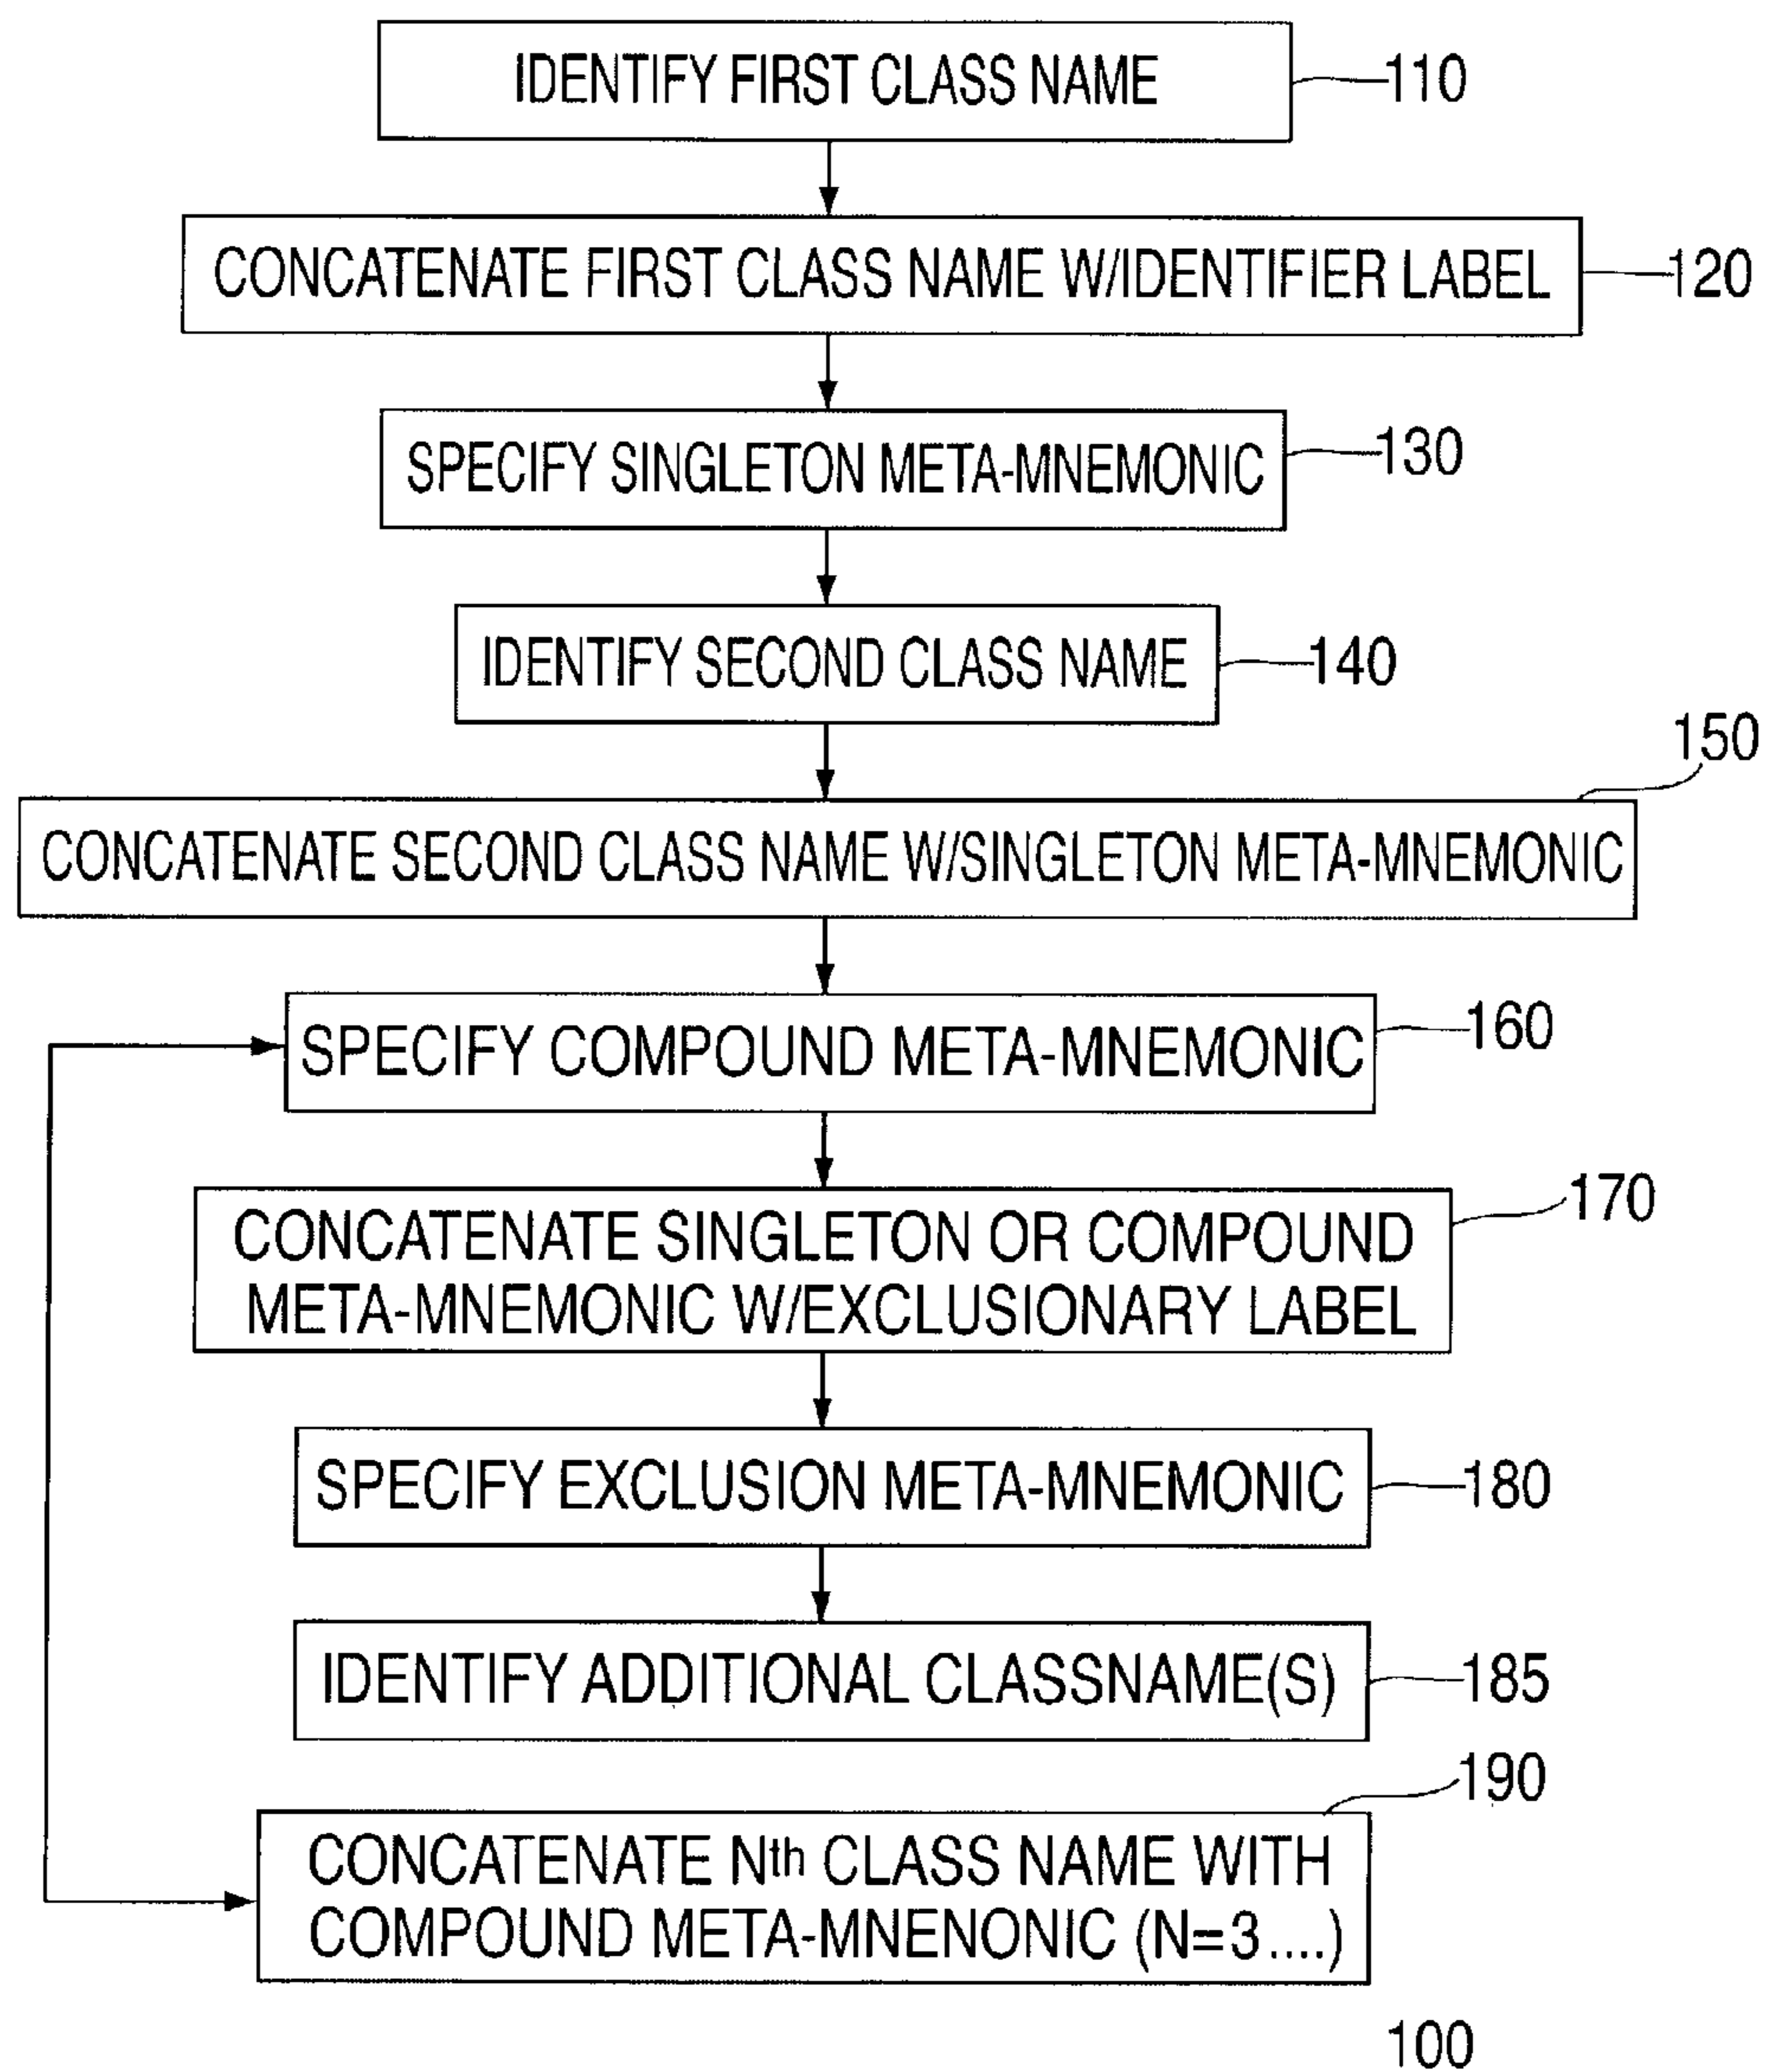 IDENTIFY FIRST CLASS NAME
110
CONCATENATE FIRST CLASS NAME W/IDENTIFIER LABEL
120
SPECIFY SINGLETON META-MNEMONIC
130
IDENTIFY SECOND CLASS NAME
140
150
CONCATENATE SECOND CLASS NAME W/SINGLETON META-MNEMONIC
SPECIFY COMPOUND META-MNEMONIC
160
170
CONCATENATE SINGLETON OR COMPOUND
META-MNEMONIC W/EXCLUSIONARY LABEL
SPECIFY EXCLUSION META-MNEMONIC
180
IDENTIFY ADDITIONAL CLASSNAME(S)
185
190
CONCATENATE Nth CLASS NAME WITH
COMPOUND META-MNENONIC (N=3....)
100